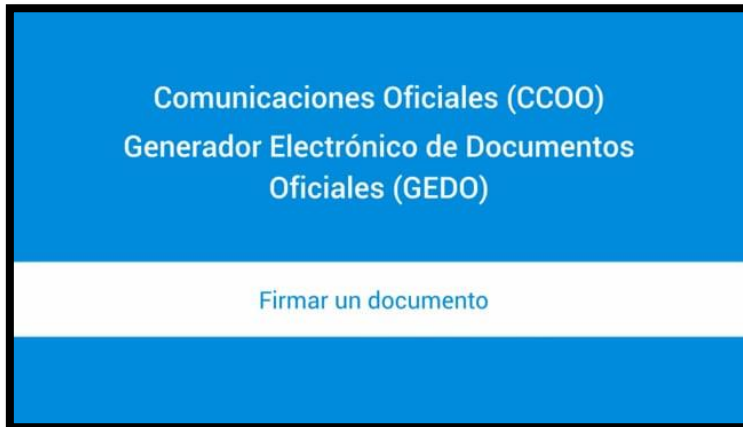 Comunicaciones Oficiales (CCOO)
Generador Electrónico de Documentos
Oficiales (GEDO)
Firmar un documento